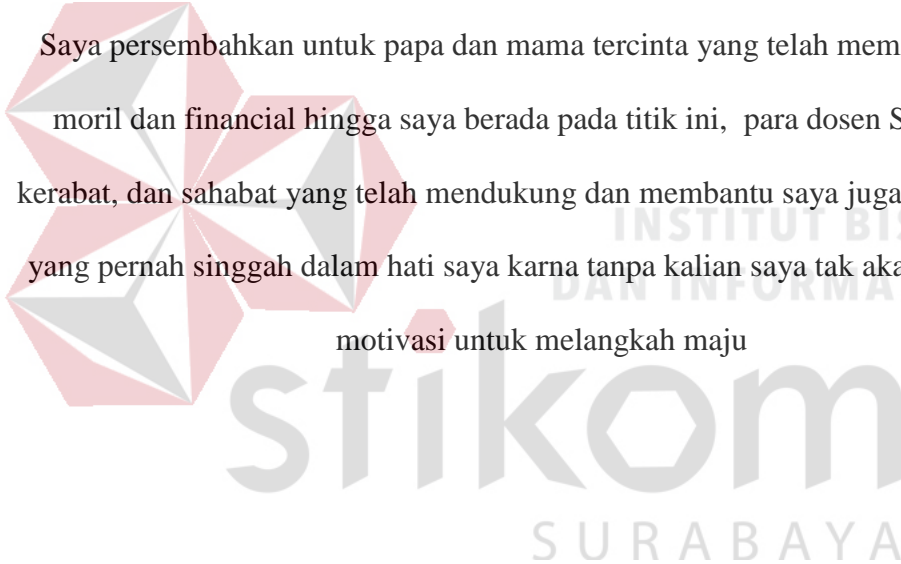 Saya persembahkan untuk papa dan mama tercinta yang telah mem
moril dan financial hingga saya berada pada titik ini, para dosen S
kerabat, dan sahabat yang telah mendukung dan membantu saya juga
INSTITUT BIS
yang pernah singgah dalam hati saya karna tanpa kalian saya tak aka
DAN INFORMA
motivasi untuk melangkah maju
stikom
SURABAYA